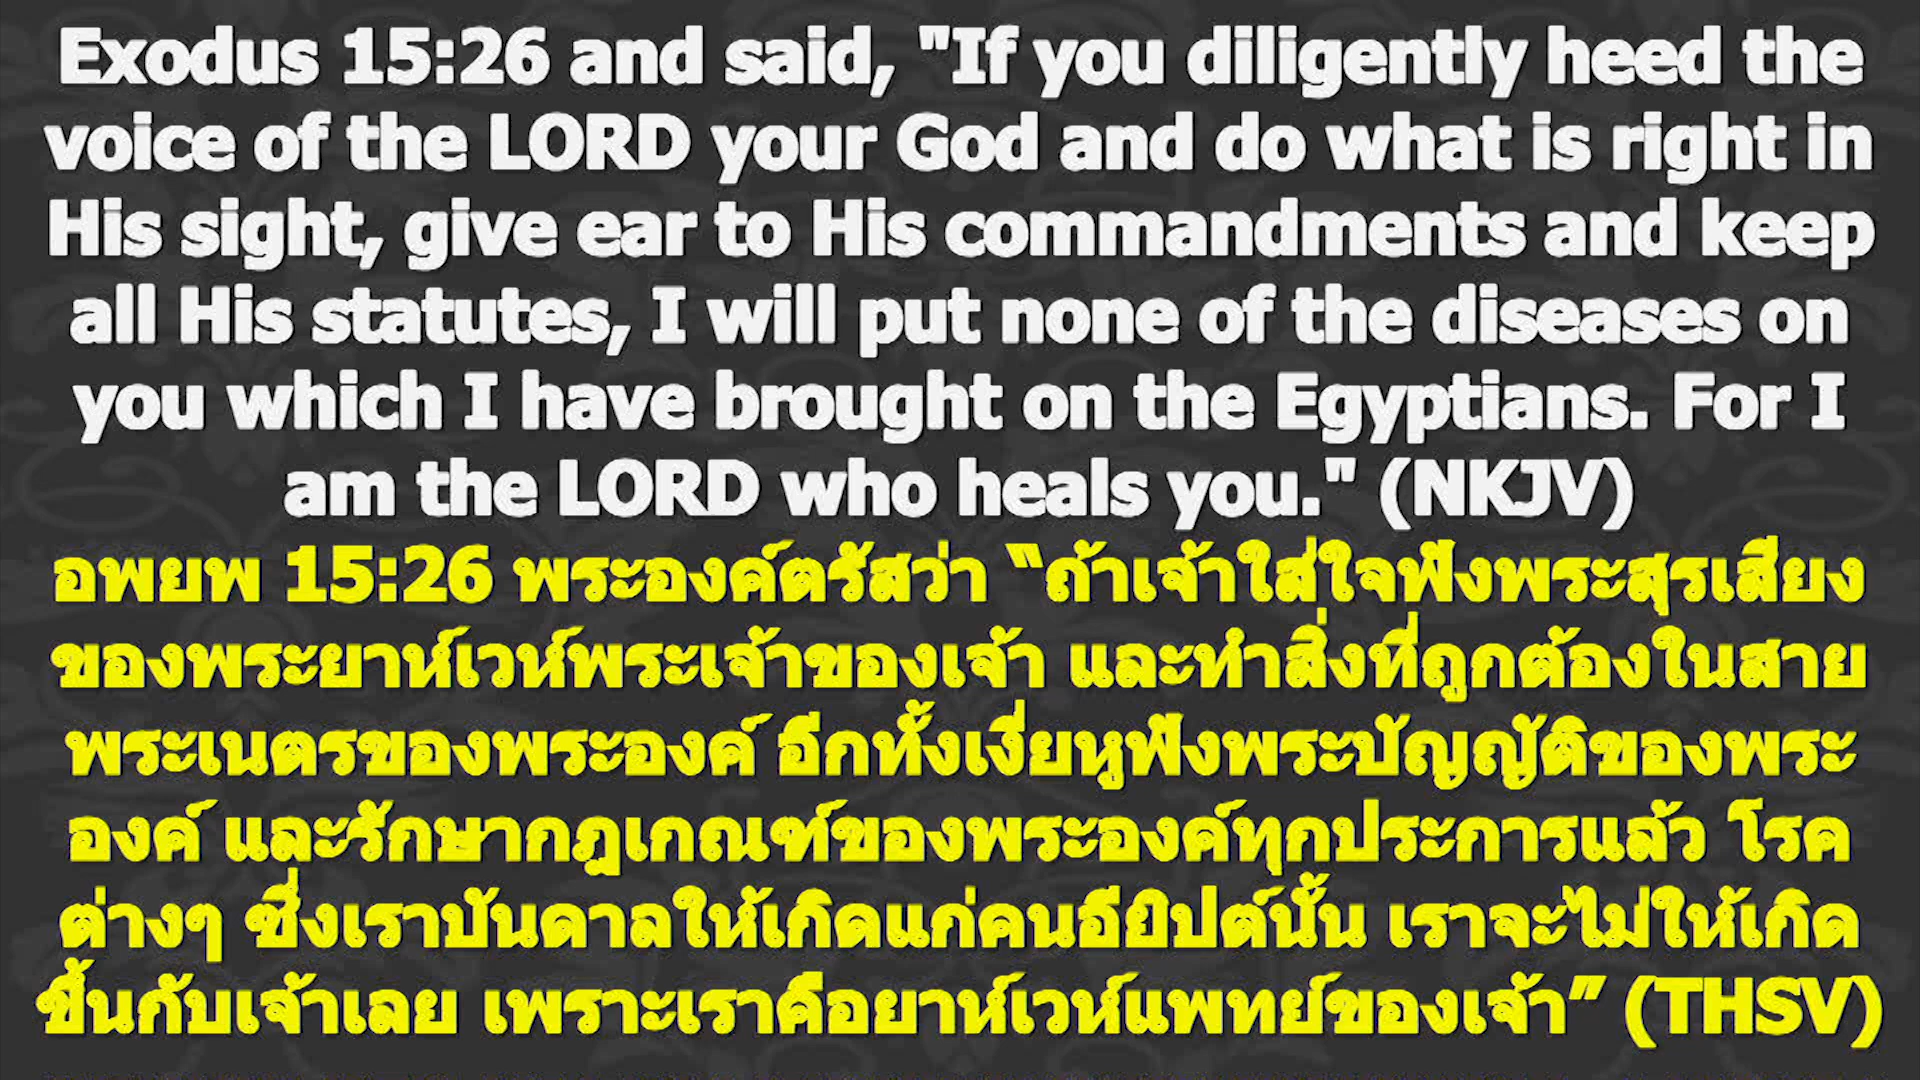 Exodus 15:26 and said, "If you diligently heed the
voice of the LORD your God and do what is right in
His sight, give ear to His commandments and keep
all His statutes, I will put none of the diseases on
you which I have brought on the Egyptians. For I
am the LORD who heals you." (NKJV)
อพยพ 15:26 พระองค์ตรัสว่า “ถ้าเจ้าใส่ใจฟังพระสุรเสียง
ของพระยาห์เวห์พระเจ้าของเจ้า และทำสิ่งที่ถูกต้องในสาย
พระเนตรของพระองค์ อีกทั้งเงี่ยหูฟังพระบัญญัติของพระ
องค์ และรักษากฎเกณฑ์ของพระองค์ทุกประการแล้ว โรค
ต่างๆ ซึ่งเราบันดาลให้เกิดแก่คนอียิปต์นั้น เราจะไม่ให้เกิด
ขึ้นกับเจ้าเลย เพราะเราคือยาห์เวห์แพทย์ของเจ้า” (THSV)